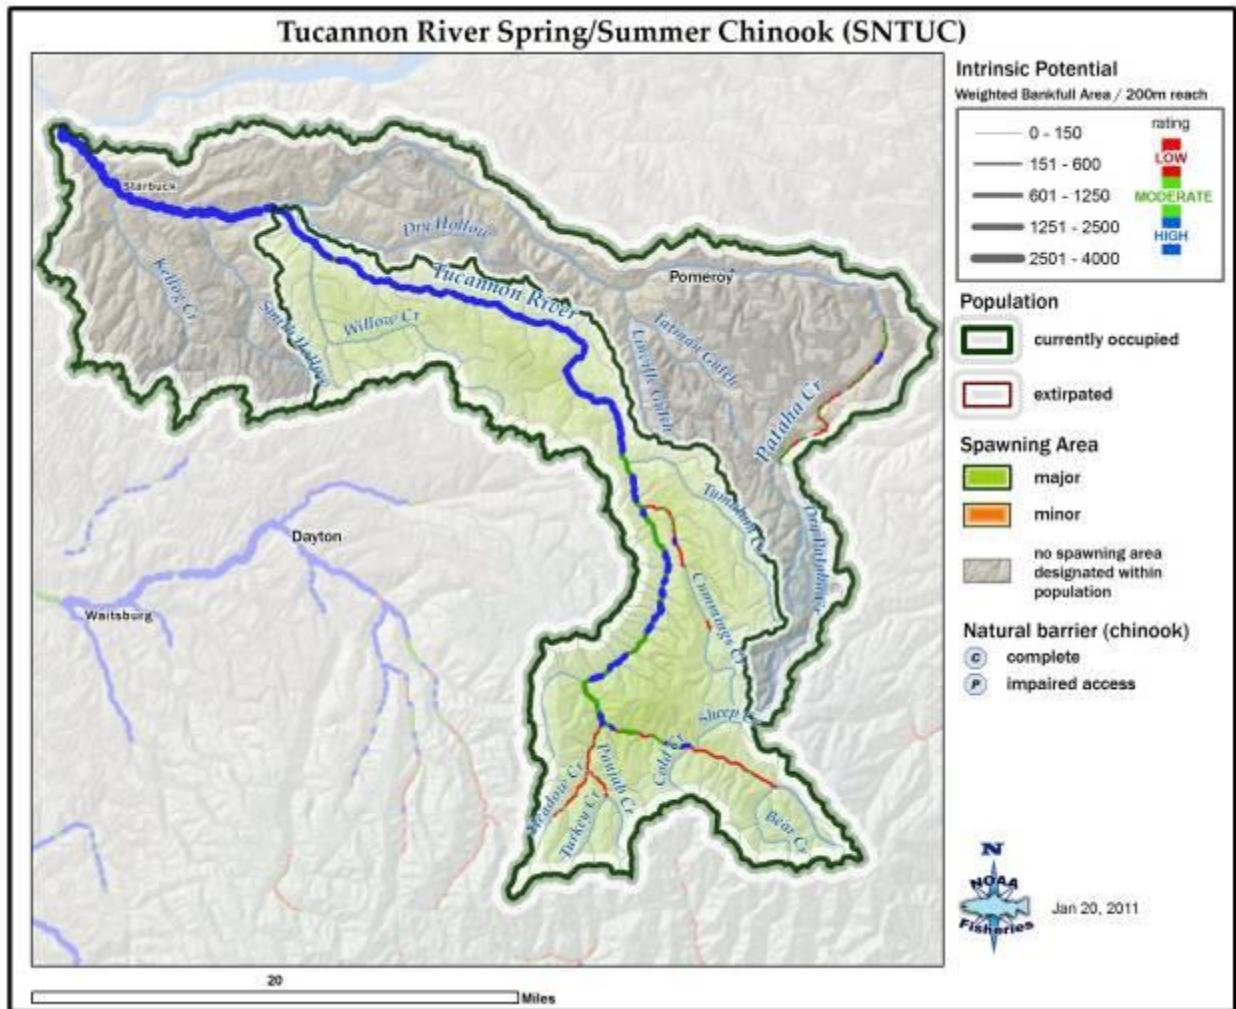 Tucannon River Spring/Summer Chinook (SNTUC)
Intrinsic Potential
Weighted Bankfull Area / 200m reach
rating
0 - 150
LOW
151 - 600
601 - 1250
MODERATE
1251 - 2500
HIGH
2501 - 4000
Population
currently occupied
extirpated
Spawning Area
major
minor
no spawning area
designated within
population
Natural barrier (chinook)
C complete
P impaired access
N
NOAA
Fisheries
Jan 20, 2011
Starbuck
Kellog Cr
Smith Hollow
Dry Hollow
Tucannon River
Willow Cr
Pomeroy
Tatman Gulch
Linville Gulch
Pataha Cr
Dry Pataha Cr
Tumalum Cr
Cummings Cr
Sheep Cr
Cold Cr
Panjab Cr
Meadow Cr
Turkey Cr
Bear Cr
Dayton
Waitsburg
20
Miles